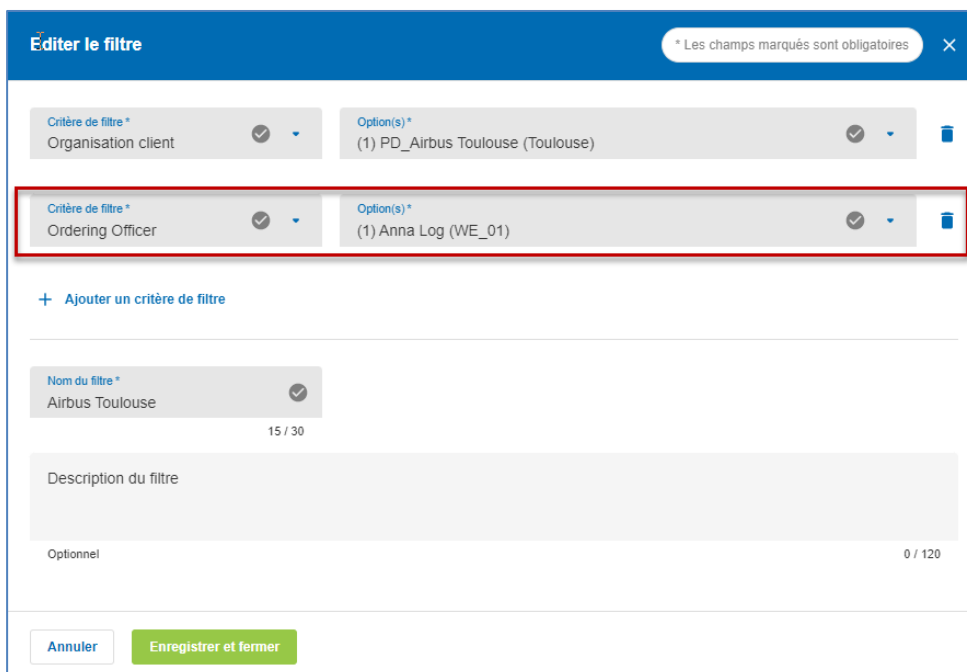 Editer le filtre
* Les champs marqués sont obligatoires
Critère de filtre *
Organisation client
Option(s) *
(1) PD_Airbus Toulouse (Toulouse)
Critère de filtre *
Ordering Officer
Option(s) *
(1) Anna Log (WE_01)
+ Ajouter un critère de filtre
Nom du filtre *
Airbus Toulouse
15 / 30
Description du filtre
Optionnel
0 / 120
Annuler
Enregistrer et fermer